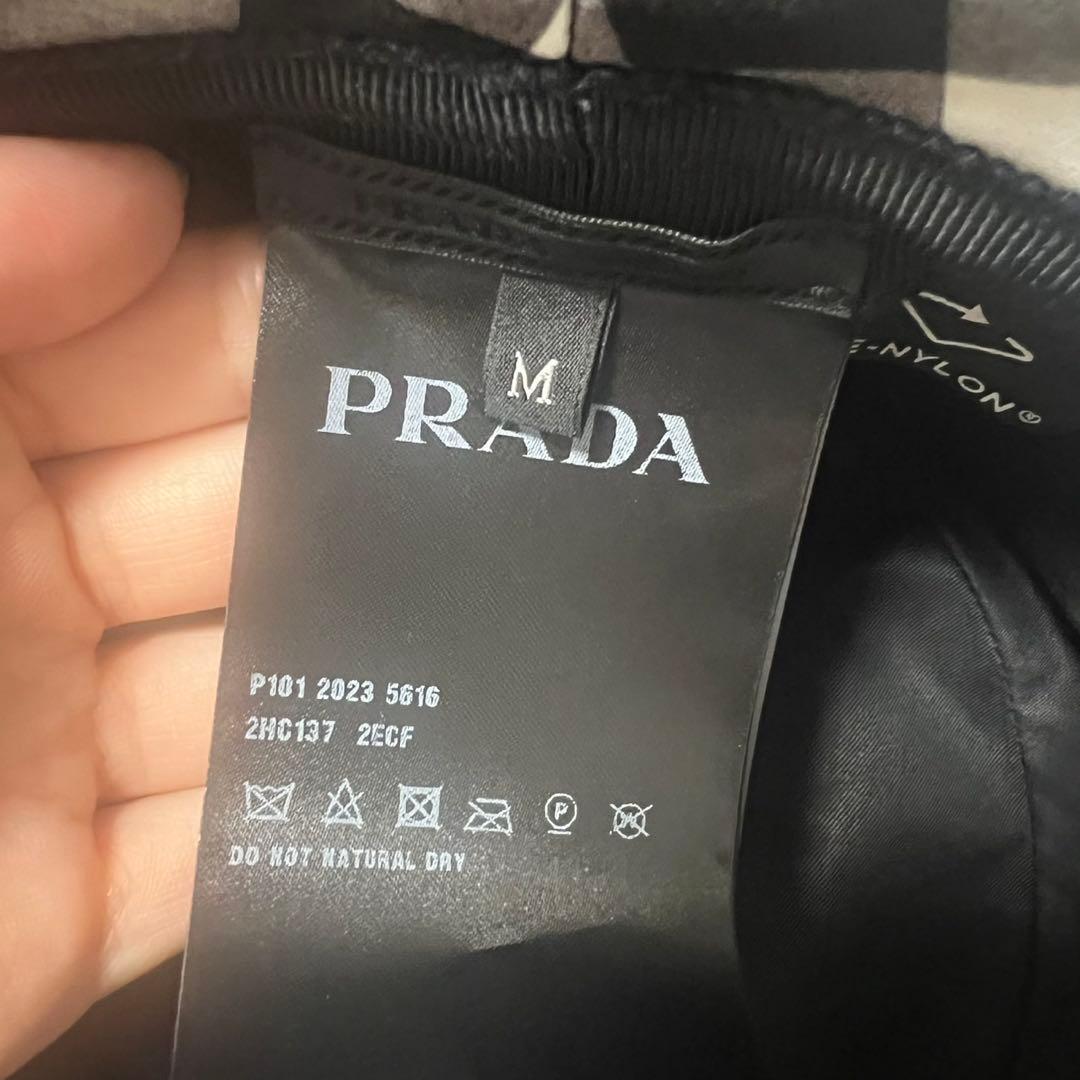 M
PRADA
E-NYLON®
P101 2023 5616
2HC137 2ECF
P
W
DO NOT NATURAL DRY